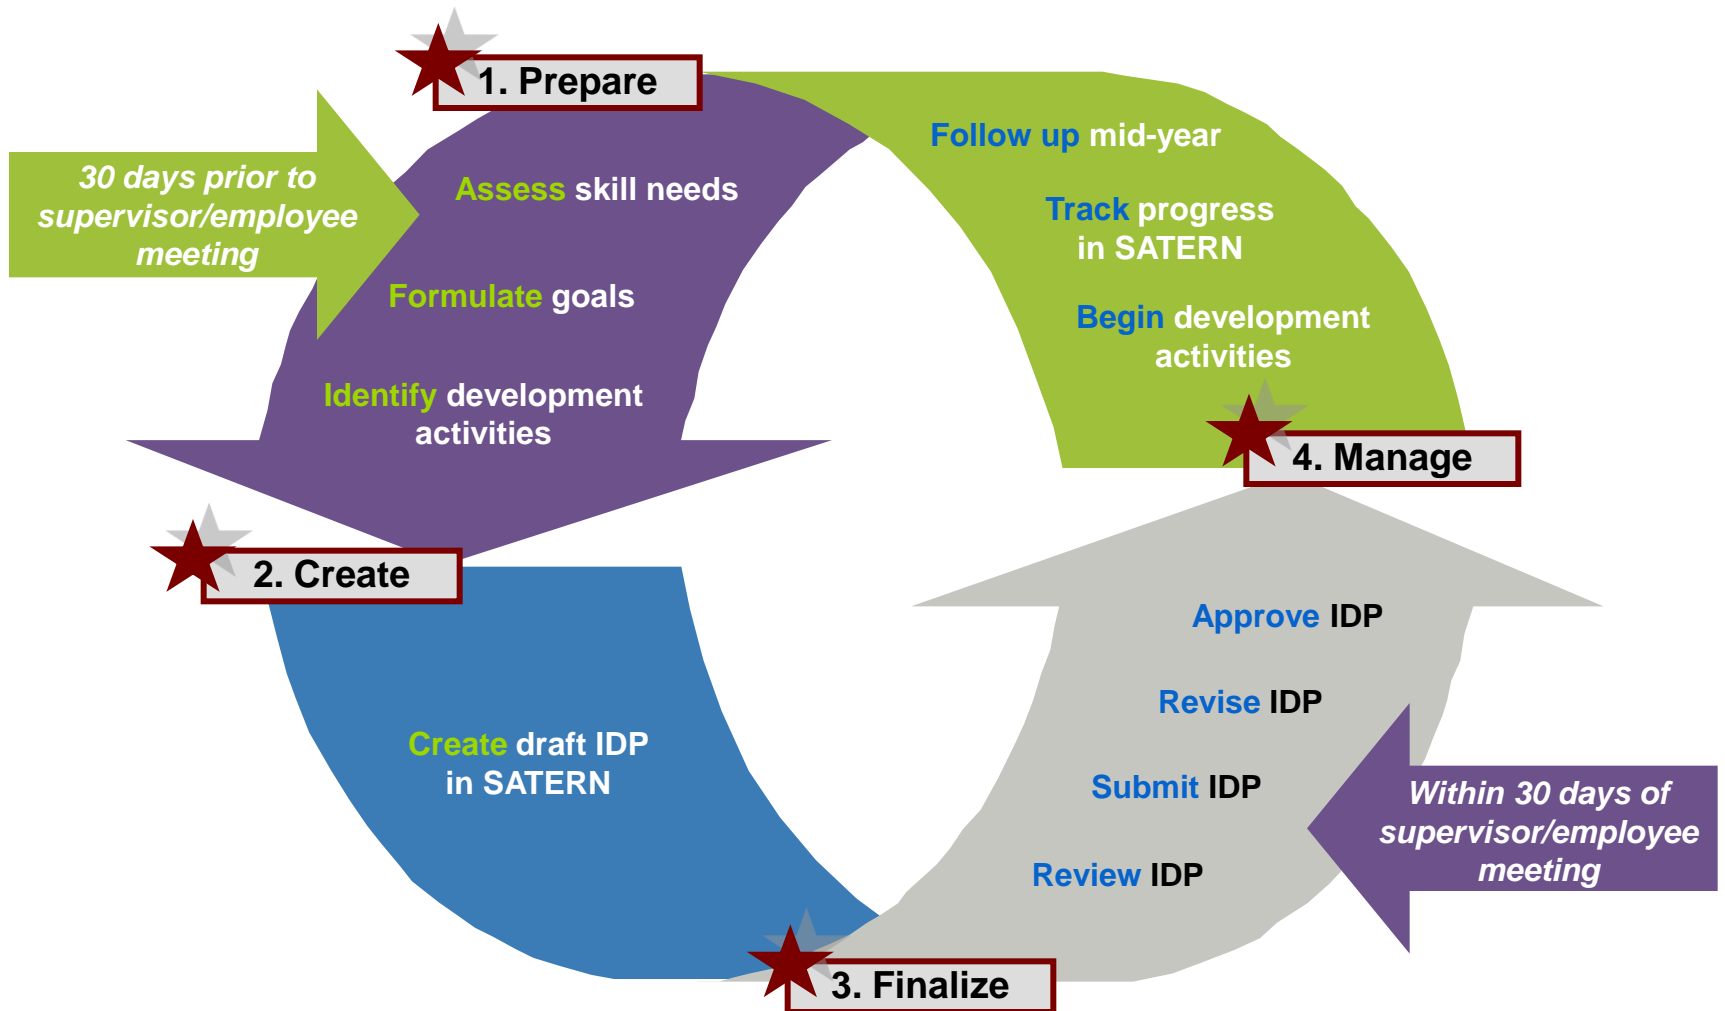 1. Prepare
30 days prior to
supervisor/employee
meeting
Assess skill needs
Formulate goals
Identify development
activities
2. Create
Create draft IDP
in SATERN
3. Finalize
Approve IDP
Revise IDP
Submit IDP
Review IDP
Within 30 days of
supervisor/employee
meeting
4. Manage
Follow up mid-year
Track progress
in SATERN
Begin development
activities